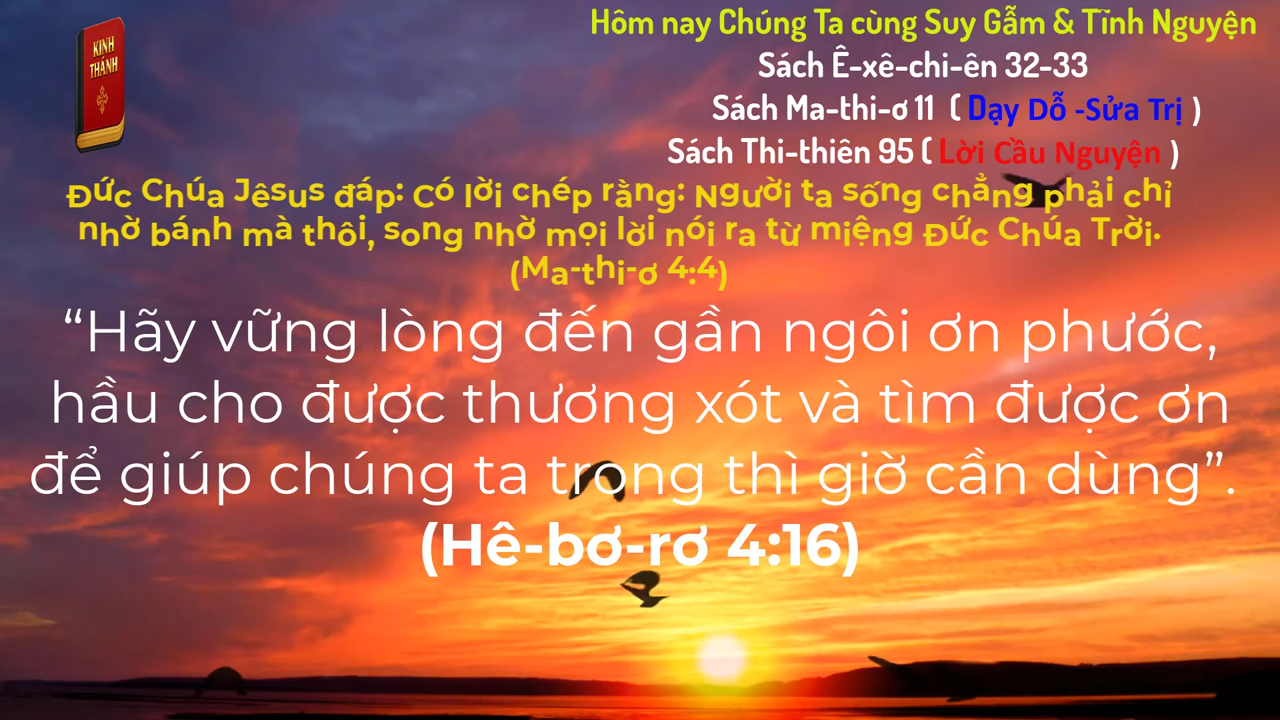 KINH
THÁNH
Hôm nay Chúng Ta cùng Suy Gẫm & Tĩnh Nguyện
Sách Ê-xê-chi-ên 32-33
Sách Ma-thi-ơ 11 ( Dạy Dỗ -Sửa Trị )
Sách Thi-thiên 95 ( Lời Cầu Nguyện )
Đức Chúa Jêsus đáp: Có lời chép rằng: Người ta sống chẳng phải chỉ
nhờ bánh mà thôi, song nhờ mọi lời nói ra từ miệng Đức Chúa Trời.
(Ma-thi-ơ 4:4)
“Hãy vững lòng đến gần ngôi ơn phước,
hầu cho được thương xót và tìm được ơn
để giúp chúng ta trong thì giờ cần dùng”.
(Hê-bơ-rơ 4:16)